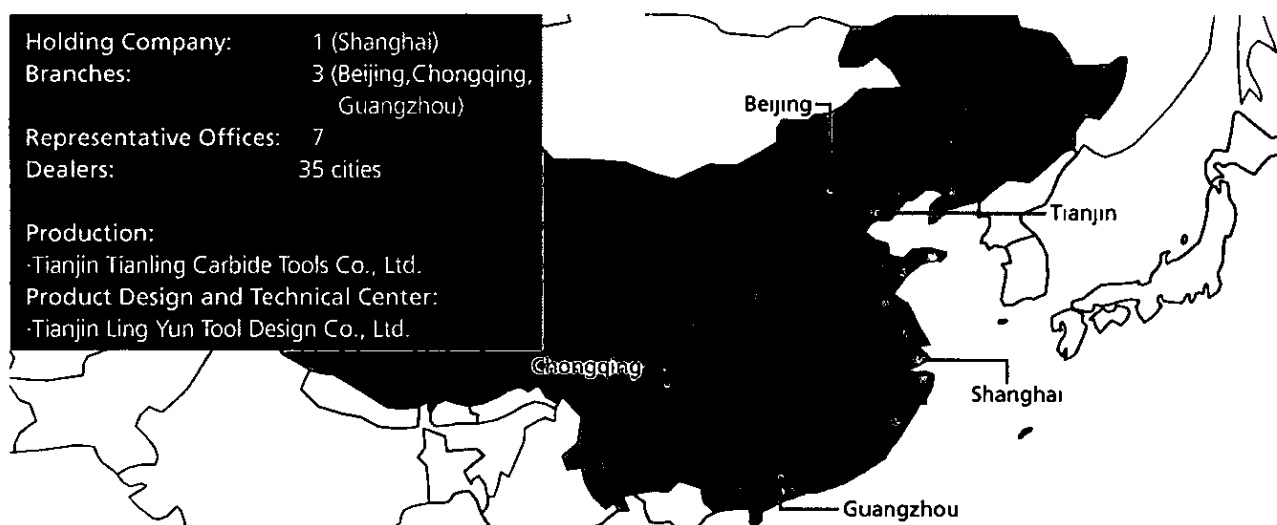 Holding Company: 1 (Shanghai)
Branches: 3 (Beijing,Chongqing,
Guangzhou)
Representative Offices: 7
Dealers: 35 cities
Production:
·Tianjin Tianling Carbide Tools Co., Ltd.
Product Design and Technical Center:
·Tianjin Ling Yun Tool Design Co., Ltd.
Beijing
Tianjin
Chongqing
Shanghai
Guangzhou